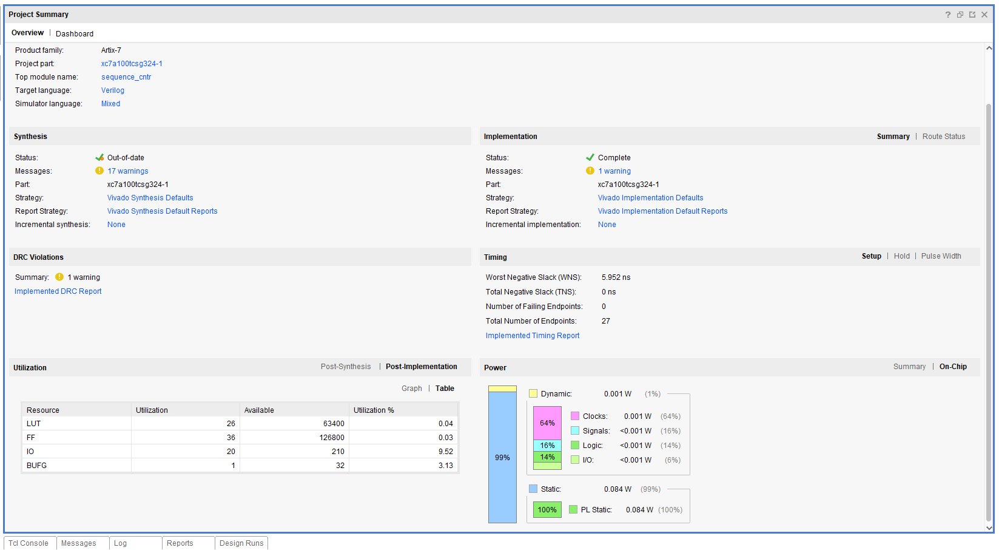 Project Summary
Overview | Dashboard
Product family: Artix-7
Project part: xc7a100tcsg324-1
Top module name: sequence_cntr
Target language: Verilog
Simulator language: Mixed
Synthesis
Status: Out-of-date
Messages: 17 warnings
Part: xc7a100tcsg324-1
Strategy: Vivado Synthesis Defaults
Report Strategy: Vivado Synthesis Default Reports
Incremental synthesis: None
Implementation Summary | Route Status
Status: Complete
Messages: 1 warning
Part: xc7a100tcsg324-1
Strategy: Vivado Implementation Defaults
Report Strategy: Vivado Implementation Default Reports
Incremental implementation: None
DRC Violations
Summary: 1 warning
Implemented DRC Report
Timing Setup | Hold | Pulse Width
Worst Negative Slack (WNS): 5.952 ns
Total Negative Slack (TNS): 0 ns
Number of Failing Endpoints: 0
Total Number of Endpoints: 27
Implemented Timing Report
Utilization Post-Synthesis | Post-Implementation
Graph | Table
Resource Utilization Available Utilization %
LUT 26 63400 0.04
FF 36 126800 0.03
IO 20 210 9.52
BUFG 1 32 3.13
Power Summary | On-Chip
99%
Dynamic: 0.001 W (1%)
64% Clocks: 0.001 W (64%)
16% Signals: <0.001 W (16%)
14% Logic: <0.001 W (14%)
I/O: <0.001 W (6%)
Static: 0.084 W (99%)
100% PL Static: 0.084 W (100%)
Tcl Console Messages Log Reports Design Runs